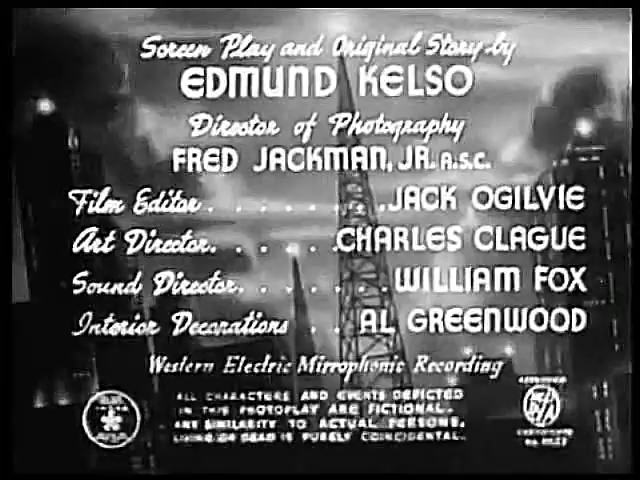 Screen Play and Original Story by
EDMUND KELSO
Director of Photography
FRED JACKMAN, JR. A.S.C.
Film Editor . . . . . . . . JACK OGILVIE
Art Director . . . . . . CHARLES CLAGUE
Sound Director . . . . . . . WILLIAM FOX
Interior Decorations . . AL GREENWOOD
Western Electric Mirrophonic Recording
ALL CHARACTERS AND EVENTS DEPICTED
IN THIS PHOTOPLAY ARE FICTIONAL.
ANY SIMILARITY TO ACTUAL PERSONS,
LIVING OR DEAD IS PURELY COINCIDENTAL.